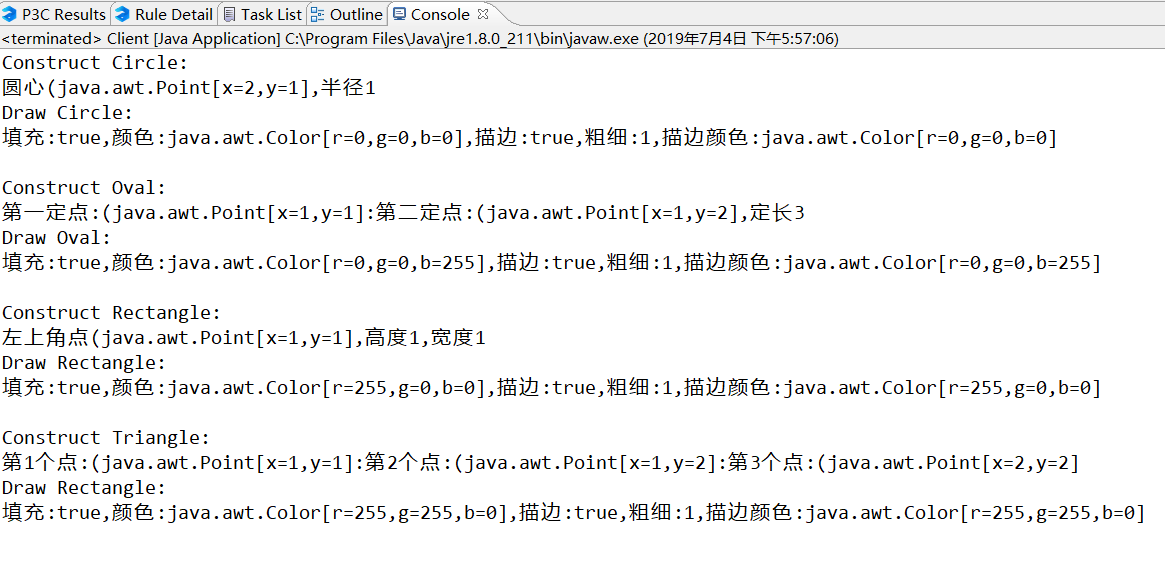 P3C Results Rule Detail Task List Outline Console
<terminated> Client [Java Application] C:\Program Files\Java\jre1.8.0_211\bin\javaw.exe (2019年7月4日 下午5:57:06)
Construct Circle:
圆心(java.awt.Point[x=2,y=1],半径1
Draw Circle:
填充:true,颜色:java.awt.Color[r=0,g=0,b=0],描边:true,粗细:1,描边颜色:java.awt.Color[r=0,g=0,b=0]
Construct Oval:
第一定点:(java.awt.Point[x=1,y=1]:第二定点:(java.awt.Point[x=1,y=2],定长3
Draw Oval:
填充:true,颜色:java.awt.Color[r=0,g=0,b=255],描边:true,粗细:1,描边颜色:java.awt.Color[r=0,g=0,b=255]
Construct Rectangle:
左上角点(java.awt.Point[x=1,y=1],高度1,宽度1
Draw Rectangle:
填充:true,颜色:java.awt.Color[r=255,g=0,b=0],描边:true,粗细:1,描边颜色:java.awt.Color[r=255,g=0,b=0]
Construct Triangle:
第1个点:(java.awt.Point[x=1,y=1]:第2个点:(java.awt.Point[x=1,y=2]:第3个点:(java.awt.Point[x=2,y=2]
Draw Rectangle:
填充:true,颜色:java.awt.Color[r=255,g=255,b=0],描边:true,粗细:1,描边颜色:java.awt.Color[r=255,g=255,b=0]